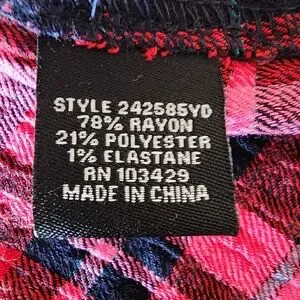 STYLE 242585YD
78% RAYON
21% POLYESTER
1% ELASTANE
RN 103429
MADE IN CHINA